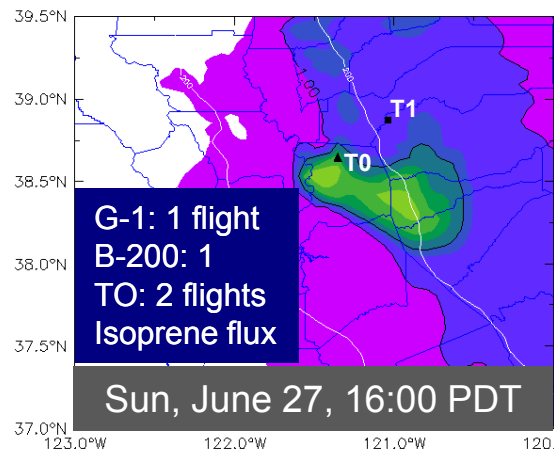 39.5°N
39.0°N
38.5°N
38.0°N
37.5°N
37.0°N
200
1.00
200
T1
T0
G-1: 1 flight
B-200: 1
TO: 2 flights
Isoprene flux
Sun, June 27, 16:00 PDT
123.0°W
122.0°W
121.0°W